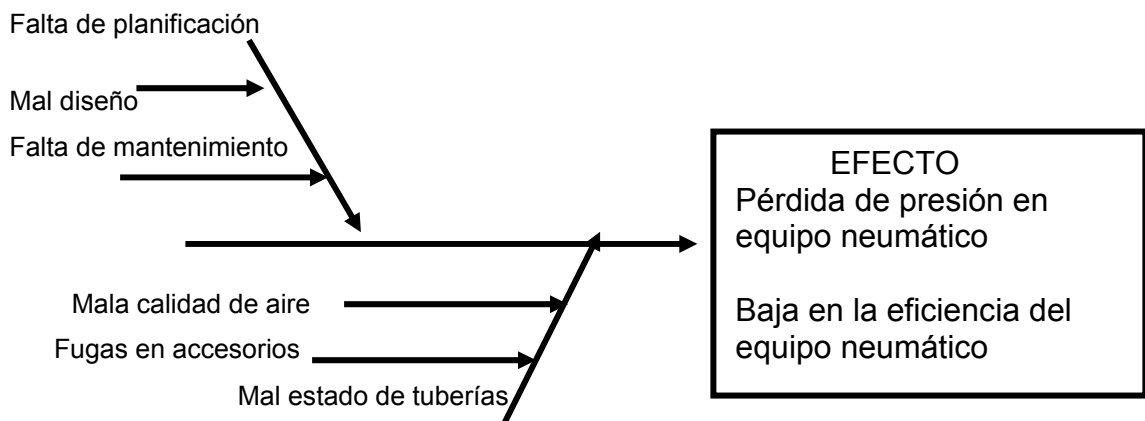 Falta de planificación
Mal diseño
Falta de mantenimiento
EFECTO
Pérdida de presión en
equipo neumático
Baja en la eficiencia del
equipo neumático
Mala calidad de aire
Fugas en accesorios
Mal estado de tuberías